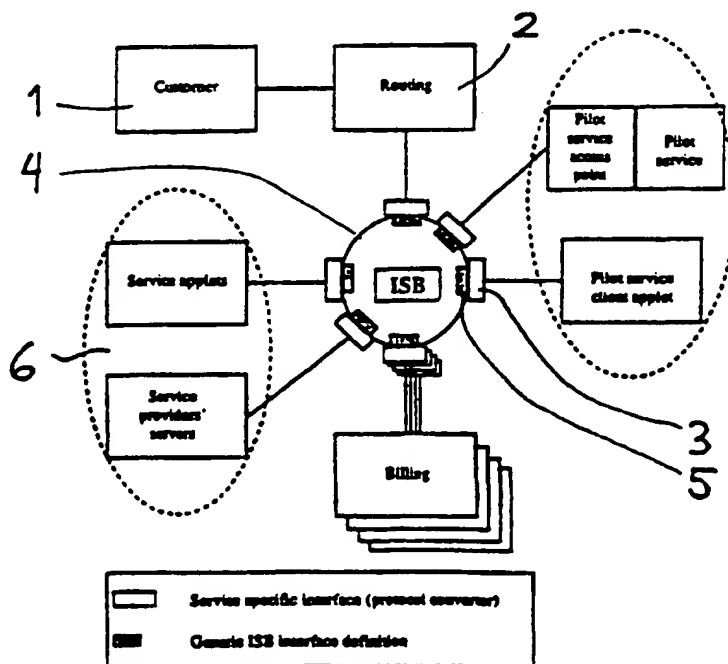 2
1
Customer
Routing
Pilot
service
access
point
Pilot
service
4
Service applets
ISB
Pilot service
client applet
6
Service
providers'
servers
3
5
Billing
Service specific interface (protocol converter)
Generic ISB interface definition